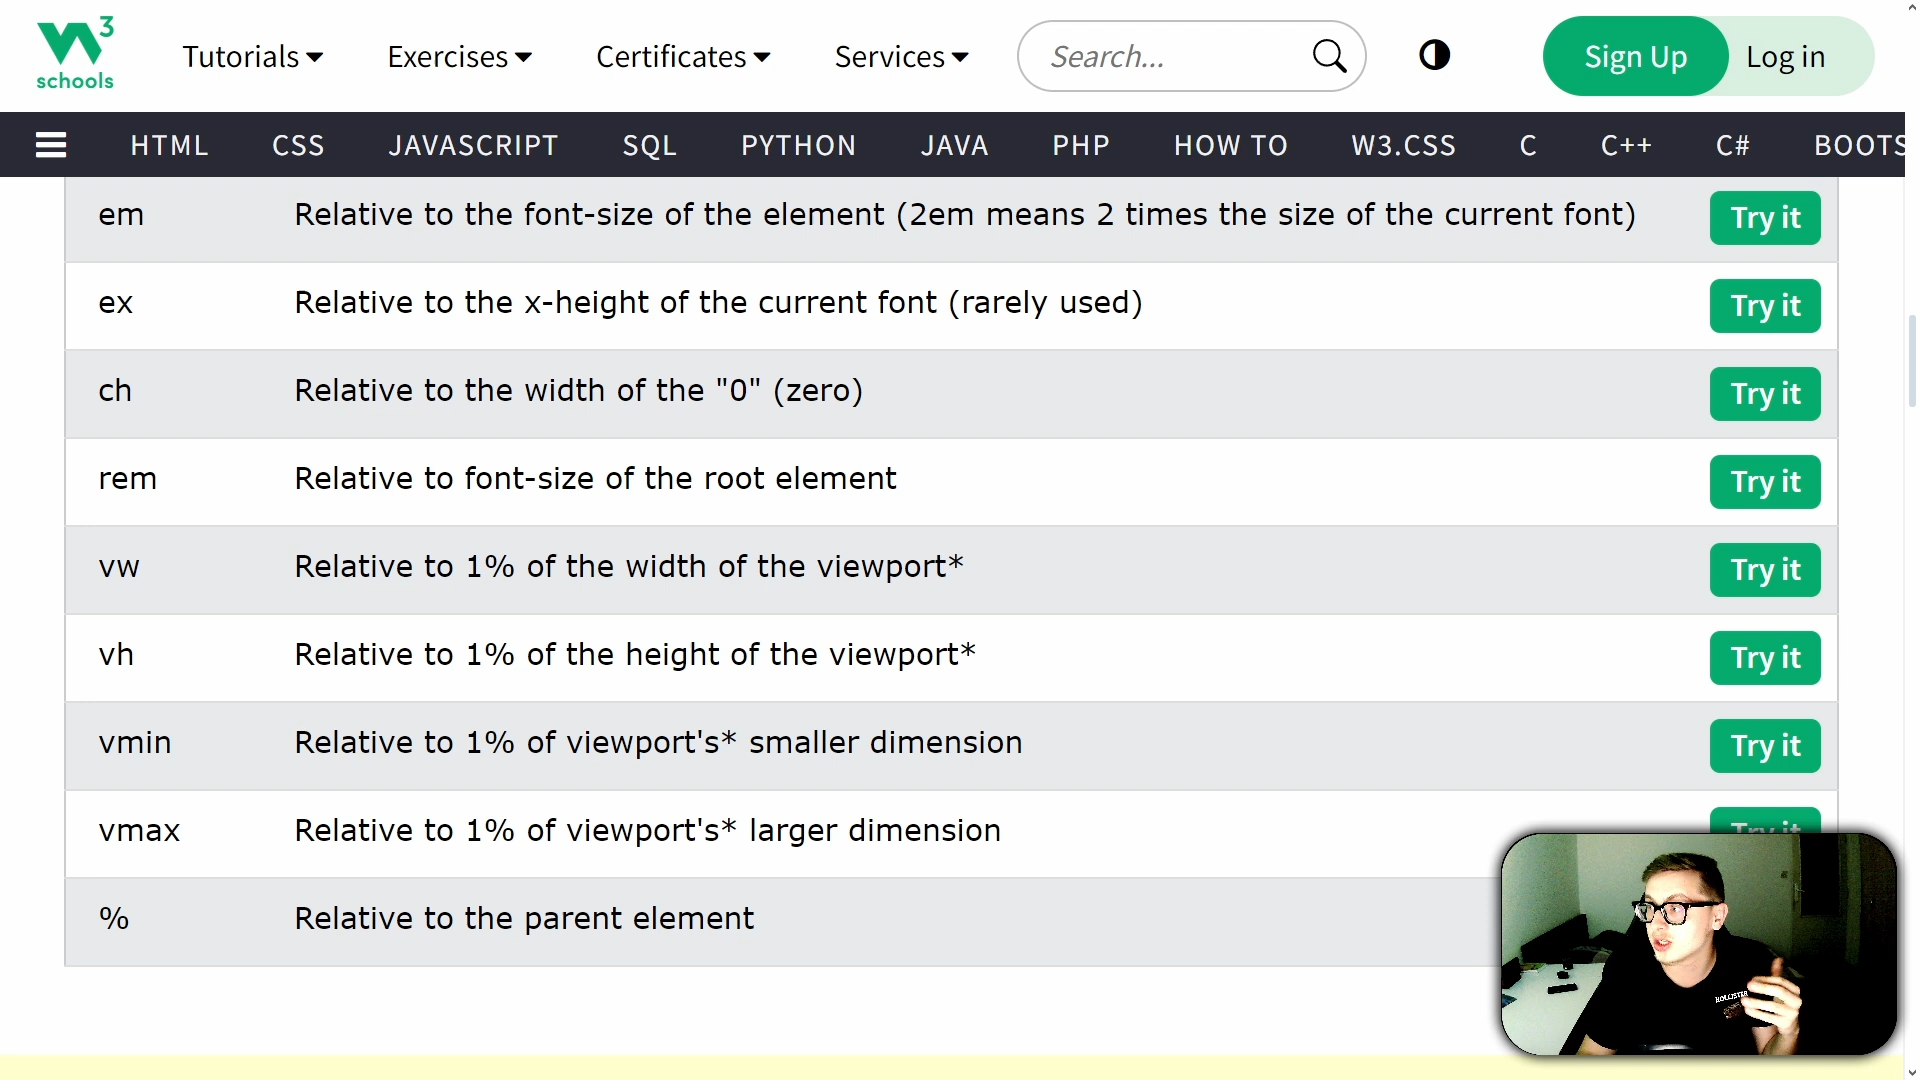 W3 schools
Tutorials Exercises Certificates Services Search... Sign Up Log in
HTML CSS JAVASCRIPT SQL PYTHON JAVA PHP HOW TO W3.CSS C C++ C# BOOTS
em Relative to the font-size of the element (2em means 2 times the size of the current font) Try it
ex Relative to the x-height of the current font (rarely used) Try it
ch Relative to the width of the "0" (zero) Try it
rem Relative to font-size of the root element Try it
vw Relative to 1% of the width of the viewport* Try it
vh Relative to 1% of the height of the viewport* Try it
vmin Relative to 1% of viewport's* smaller dimension Try it
vmax Relative to 1% of viewport's* larger dimension Try it
% Relative to the parent element
HOLLISTER